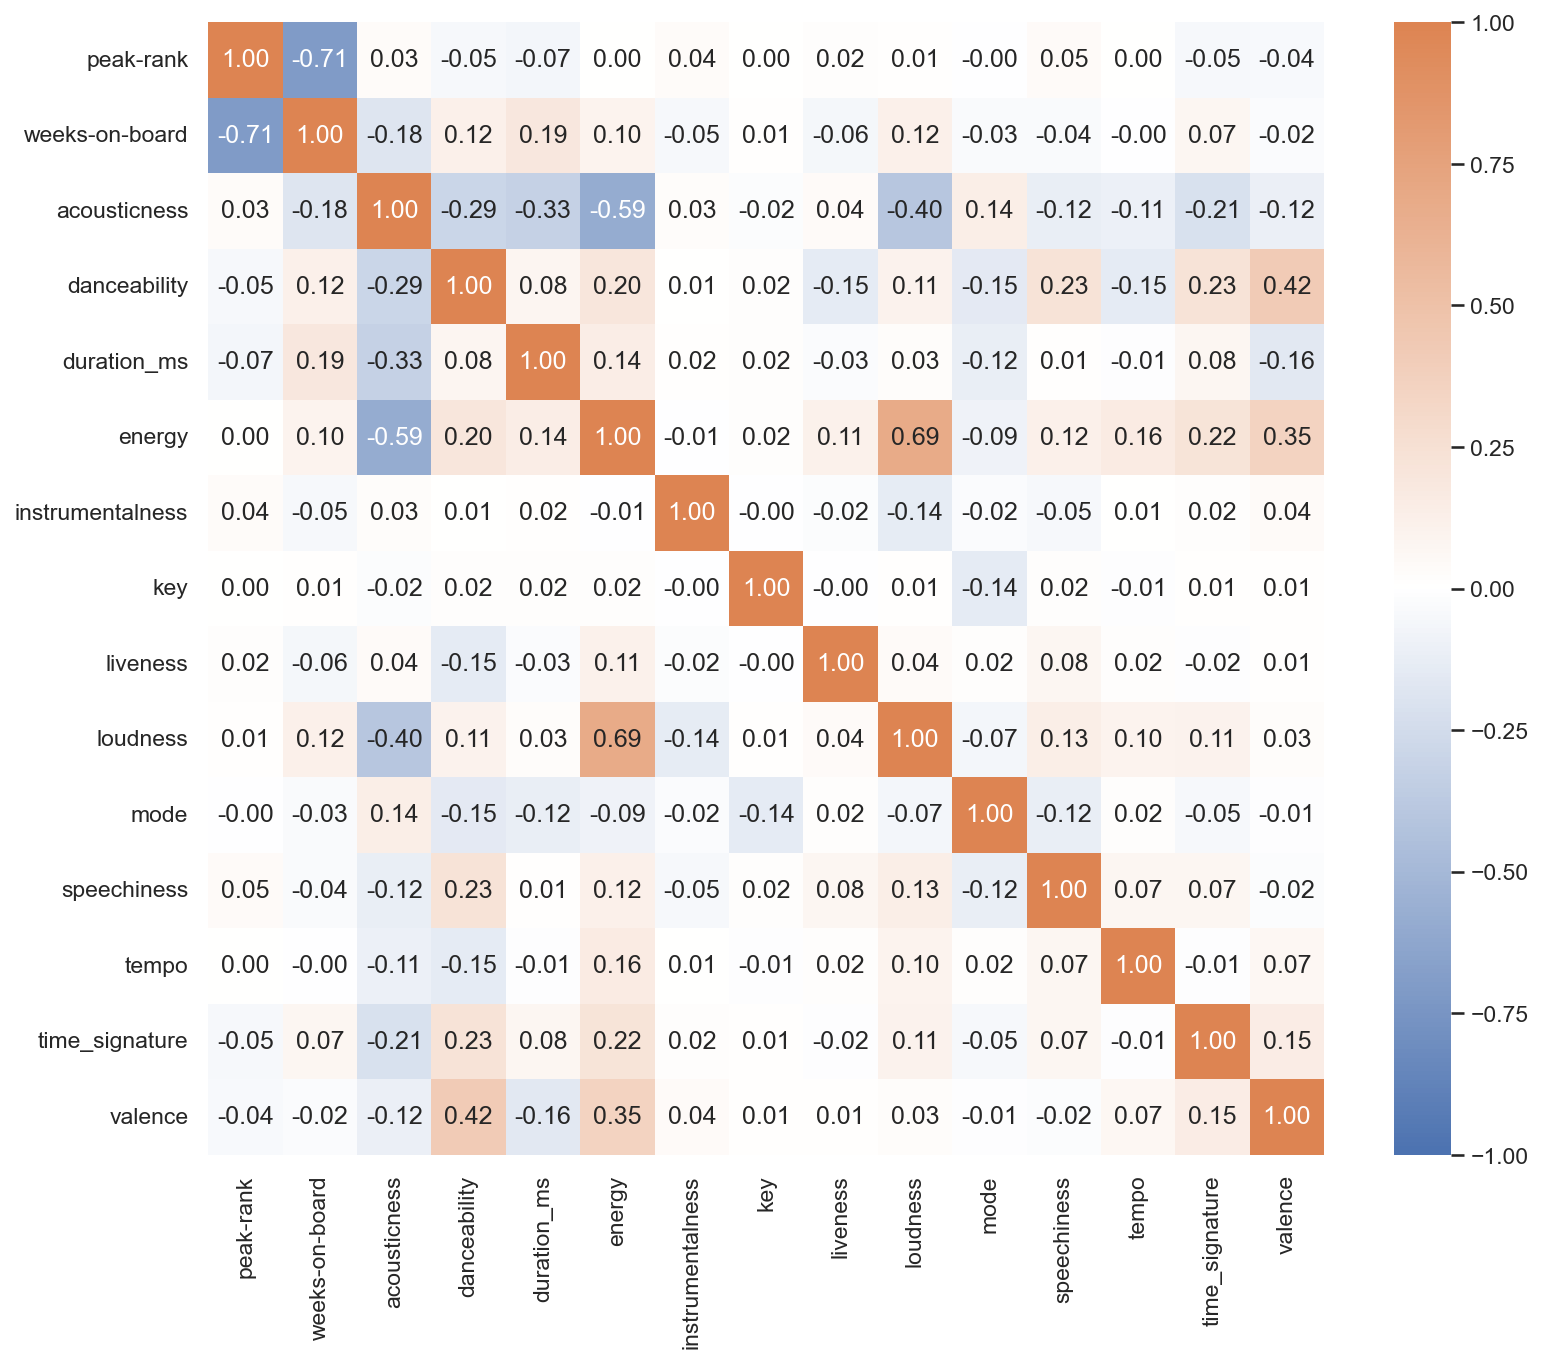 peak-rank 1.00 -0.71 0.03 -0.05 -0.07 0.00 0.04 0.00 0.02 0.01 -0.00 0.05 0.00 -0.05 -0.04
weeks-on-board -0.71 1.00 -0.18 0.12 0.19 0.10 -0.05 0.01 -0.06 0.12 -0.03 -0.04 -0.00 0.07 -0.02
acousticness 0.03 -0.18 1.00 -0.29 -0.33 -0.59 0.03 -0.02 0.04 -0.40 0.14 -0.12 -0.11 -0.21 -0.12
danceability -0.05 0.12 -0.29 1.00 0.08 0.20 0.01 0.02 -0.15 0.11 -0.15 0.23 -0.15 0.23 0.42
duration_ms -0.07 0.19 -0.33 0.08 1.00 0.14 0.02 0.02 -0.03 0.03 -0.12 0.01 -0.01 0.08 -0.16
energy 0.00 0.10 -0.59 0.20 0.14 1.00 -0.01 0.02 0.11 0.69 -0.09 0.12 0.16 0.22 0.35
instrumentalness 0.04 -0.05 0.03 0.01 0.02 -0.01 1.00 -0.00 -0.02 -0.14 -0.02 -0.05 0.01 0.02 0.04
key 0.00 0.01 -0.02 0.02 0.02 0.02 -0.00 1.00 -0.00 0.01 -0.14 0.02 -0.01 0.01 0.01
liveness 0.02 -0.06 0.04 -0.15 -0.03 0.11 -0.02 -0.00 1.00 0.04 0.02 0.08 0.02 -0.02 0.01
loudness 0.01 0.12 -0.40 0.11 0.03 0.69 -0.14 0.01 0.04 1.00 -0.07 0.13 0.10 0.11 0.03
mode -0.00 -0.03 0.14 -0.15 -0.12 -0.09 -0.02 -0.14 0.02 -0.07 1.00 -0.12 0.02 -0.05 -0.01
speechiness 0.05 -0.04 -0.12 0.23 0.01 0.12 -0.05 0.02 0.08 0.13 -0.12 1.00 0.07 0.07 -0.02
tempo 0.00 -0.00 -0.11 -0.15 -0.01 0.16 0.01 -0.01 0.02 0.10 0.02 0.07 1.00 -0.01 0.07
time_signature -0.05 0.07 -0.21 0.23 0.08 0.22 0.02 0.01 -0.02 0.11 -0.05 0.07 -0.01 1.00 0.15
valence -0.04 -0.02 -0.12 0.42 -0.16 0.35 0.04 0.01 0.01 0.03 -0.01 -0.02 0.07 0.15 1.00
peak-rank
weeks-on-board
acousticness
danceability
duration_ms
energy
instrumentalness
key
liveness
loudness
mode
speechiness
tempo
time_signature
valence
1.00
0.75
0.50
0.25
0.00
−0.25
−0.50
−0.75
−1.00